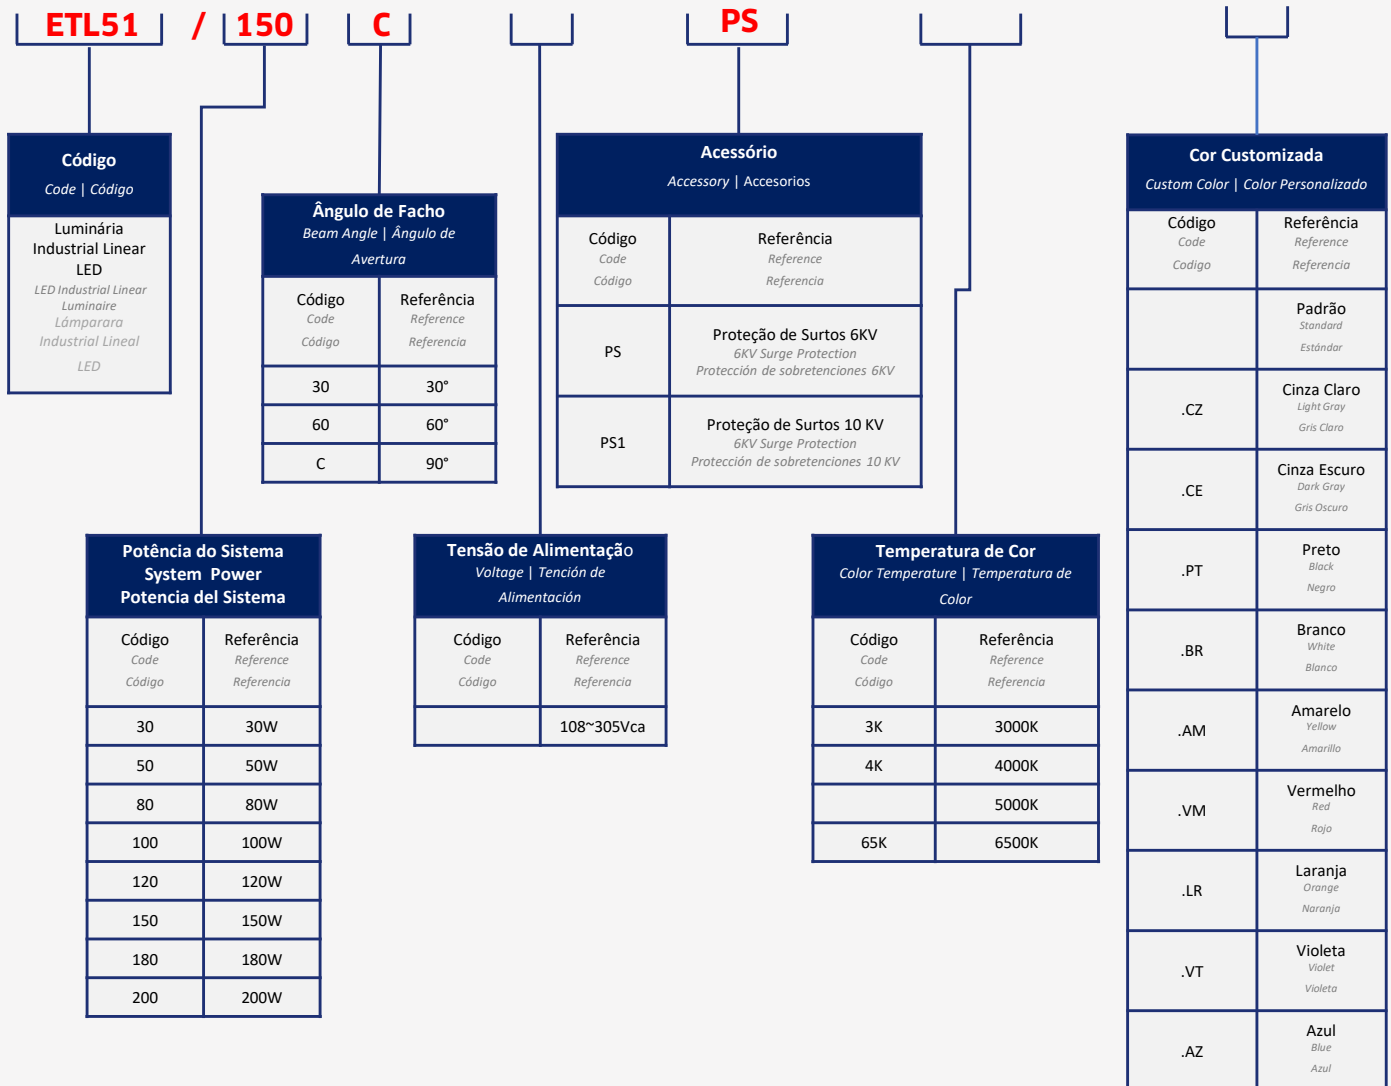 ETL51 / 150 C PS
Código
Code | Código
Luminária
Industrial Linear
LED
LED Industrial Linear
Luminaire
Lámparara
Industrial Lineal
LED
Ângulo de Facho
Beam Angle | Ângulo de
Avertura
Código Referência
Code Reference
Código Referencia
30 30°
60 60°
C 90°
Acessório
Accessory | Accesorios
Código Referência
Code Reference
Código Referencia
PS Proteção de Surtos 6KV
6KV Surge Protection
Protección de sobretenciones 6KV
PS1 Proteção de Surtos 10 KV
6KV Surge Protection
Protección de sobretenciones 10 KV
Potência do Sistema
System Power
Potencia del Sistema
Código Referência
Code Reference
Código Referencia
30 30W
50 50W
80 80W
100 100W
120 120W
150 150W
180 180W
200 200W
Tensão de Alimentação
Voltage | Tención de
Alimentación
Código Referência
Code Reference
Código Referencia
108~305Vca
Temperatura de Cor
Color Temperature | Temperatura de
Color
Código Referência
Code Reference
Código Referencia
3K 3000K
4K 4000K
5000K
65K 6500K
Cor Customizada
Custom Color | Color Personalizado
Código Referência
Code Reference
Codigo Referencia
Padrão
Standard
Estándar
.CZ Cinza Claro
Light Gray
Gris Claro
.CE Cinza Escuro
Dark Gray
Gris Oscuro
.PT Preto
Black
Negro
.BR Branco
White
Blanco
.AM Amarelo
Yellow
Amarillo
.VM Vermelho
Red
Rojo
.LR Laranja
Orange
Naranja
.VT Violeta
Violet
Violeta
.AZ Azul
Blue
Azul